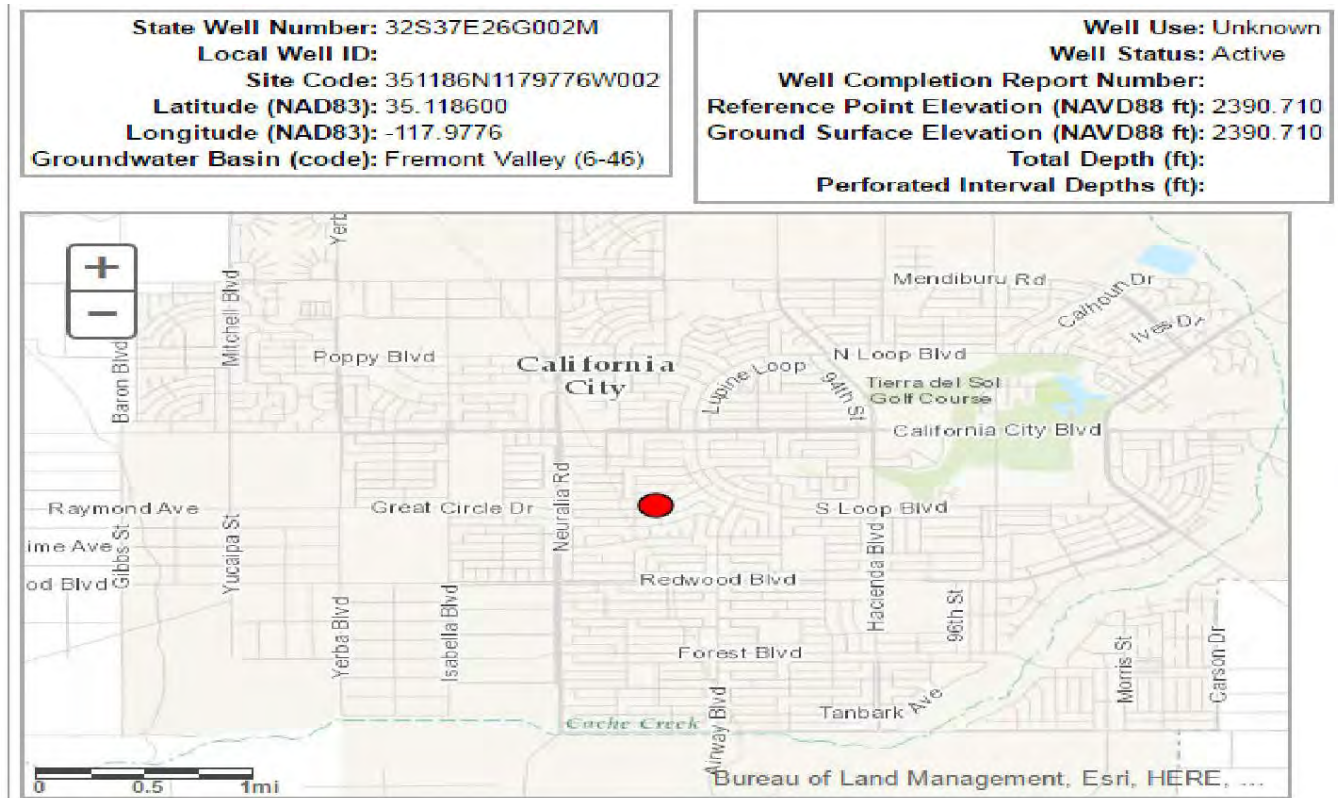 State Well Number: 32S37E26G002M
Local Well ID:
Site Code: 351186N1179776W002
Latitude (NAD83): 35.118600
Longitude (NAD83): -117.9776
Groundwater Basin (code): Fremont Valley (6-46)
Well Use: Unknown
Well Status: Active
Well Completion Report Number:
Reference Point Elevation (NAVD88 ft): 2390.710
Ground Surface Elevation (NAVD88 ft): 2390.710
Total Depth (ft):
Perforated Interval Depths (ft):
+
−
Yerb
Mitchell Blvd
Baron Blvd
Mendiburu Rd
Calhoun Dr
Ives Dr
Poppy Blvd
California
City
Lupine Loop
N Loop Blvd
94th St
Tierra del Sol
Golf Course
California City Blvd
Raymond Ave
Great Circle Dr
Neuralia Rd
S Loop Blvd
ime Ave
od Blvd
Gibbs St
Yucaipa St
Redwood Blvd
Hacienda Blvd
96th St
Yerba Blvd
Isabella Blvd
Forest Blvd
Morris St
Carson Dr
Tanbark Ave
Cache Creek
Airway Blvd
0 0.5 1mi
Bureau of Land Management, Esri, HERE, ...